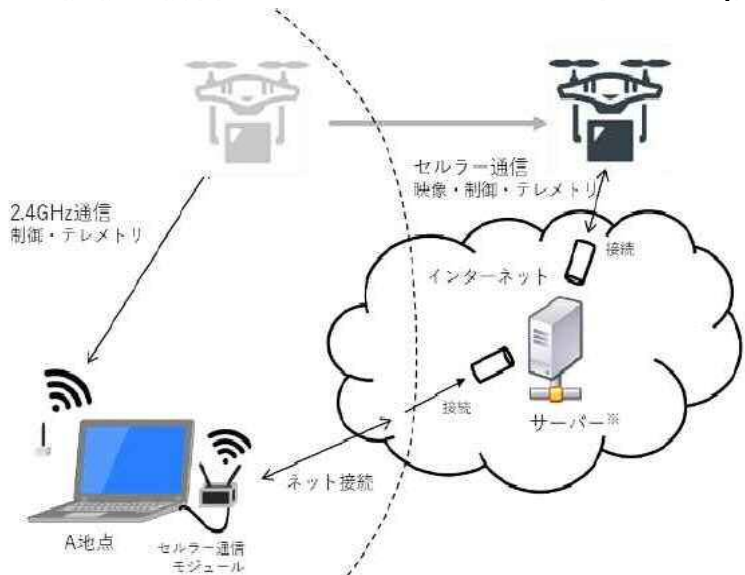 セルラー通信
映像・制御・テレメトリ
2.4GHz通信
制御・テレメトリ
接続
インターネット
接続
サーバー※
ネット接続
A地点
セルラー通信
モジュール